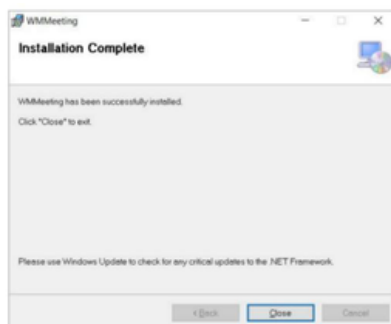 WMMeeting
Installation Complete
WMMeeting has been successfully installed.
Click "Close" to exit.
Please use Windows Update to check for any critical updates to the .NET Framework.
< Back
Close
Cancel